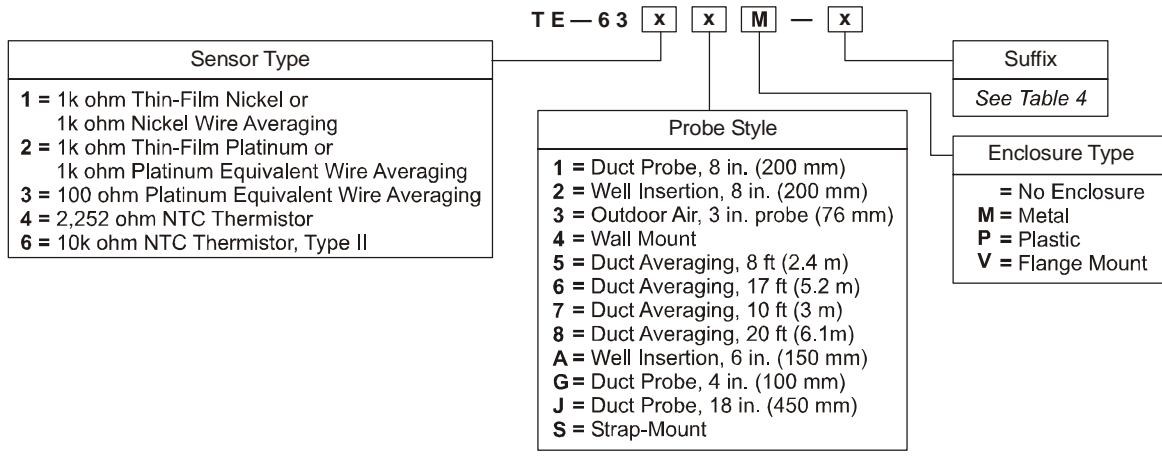 TE—63 x x M — x
Sensor Type
1 = 1k ohm Thin-Film Nickel or
1k ohm Nickel Wire Averaging
2 = 1k ohm Thin-Film Platinum or
1k ohm Platinum Equivalent Wire Averaging
3 = 100 ohm Platinum Equivalent Wire Averaging
4 = 2,252 ohm NTC Thermistor
6 = 10k ohm NTC Thermistor, Type II
Probe Style
1 = Duct Probe, 8 in. (200 mm)
2 = Well Insertion, 8 in. (200 mm)
3 = Outdoor Air, 3 in. probe (76 mm)
4 = Wall Mount
5 = Duct Averaging, 8 ft (2.4 m)
6 = Duct Averaging, 17 ft (5.2 m)
7 = Duct Averaging, 10 ft (3 m)
8 = Duct Averaging, 20 ft (6.1m)
A = Well Insertion, 6 in. (150 mm)
G = Duct Probe, 4 in. (100 mm)
J = Duct Probe, 18 in. (450 mm)
S = Strap-Mount
Suffix
See Table 4
Enclosure Type
= No Enclosure
M = Metal
P = Plastic
V = Flange Mount